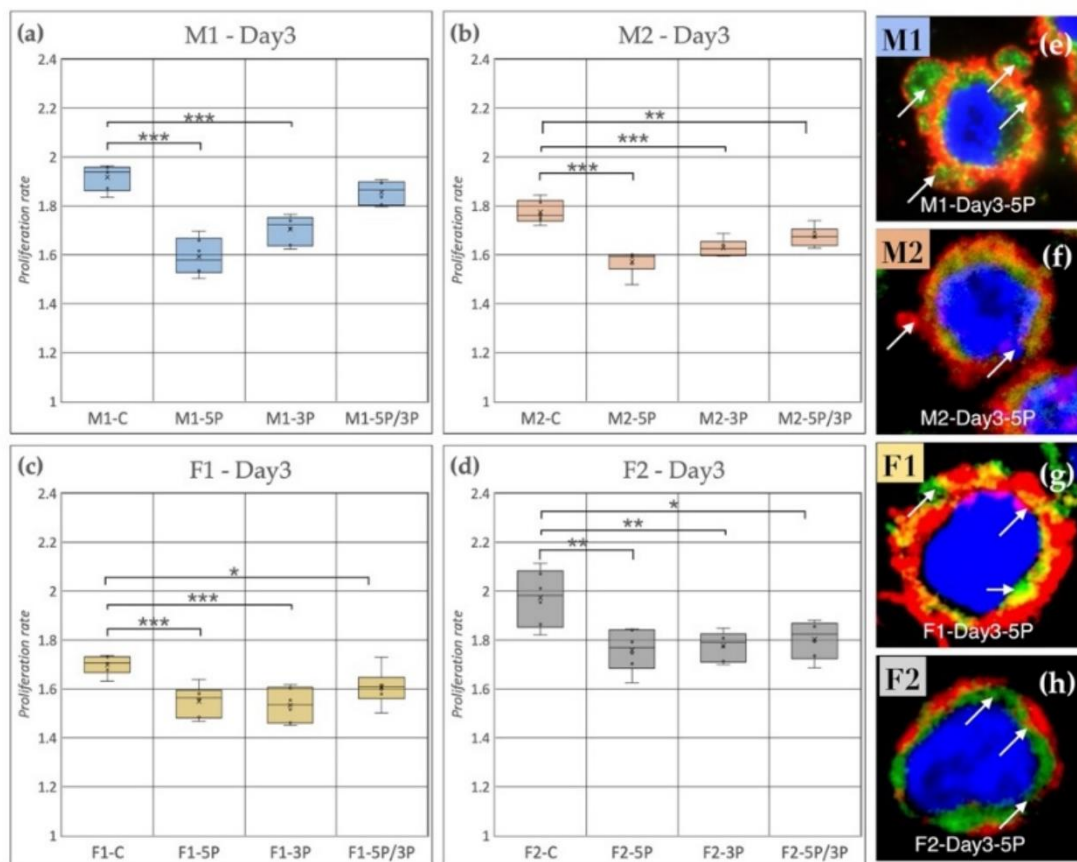 (a) M1 - Day3
2.4
2.2
2
1.8
1.6
1.4
1.2
1
Proliferation rate
***
***
M1-C M1-5P M1-3P M1-5P/3P
(b) M2 - Day3
2.4
2.2
2
1.8
1.6
1.4
1.2
1
Proliferation rate
**
***
***
M2-C M2-5P M2-3P M2-5P/3P
M1 (e)
M1-Day3-5P
M2 (f)
M2-Day3-5P
(c) F1 - Day3
2.4
2.2
2
1.8
1.6
1.4
1.2
1
Proliferation rate
*
***
***
F1-C F1-5P F1-3P F1-5P/3P
(d) F2 - Day3
2.4
2.2
2
1.8
1.6
1.4
1.2
1
Proliferation rate
*
**
**
F2-C F2-5P F2-3P F2-5P/3P
F1 (g)
F1-Day3-5P
F2 (h)
F2-Day3-5P